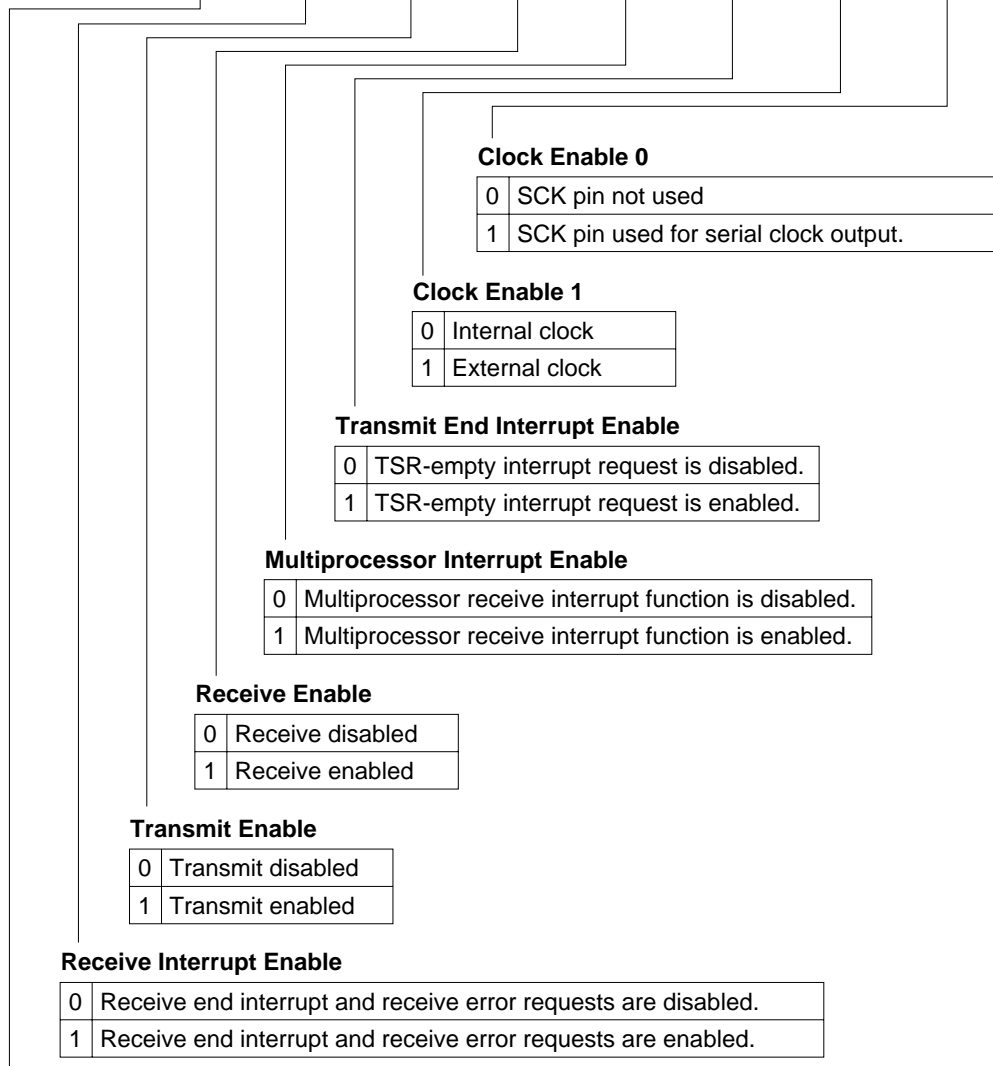 Clock Enable 0
0 SCK pin not used
1 SCK pin used for serial clock output.
Clock Enable 1
0 Internal clock
1 External clock
Transmit End Interrupt Enable
0 TSR-empty interrupt request is disabled.
1 TSR-empty interrupt request is enabled.
Multiprocessor Interrupt Enable
0 Multiprocessor receive interrupt function is disabled.
1 Multiprocessor receive interrupt function is enabled.
Receive Enable
0 Receive disabled
1 Receive enabled
Transmit Enable
0 Transmit disabled
1 Transmit enabled
Receive Interrupt Enable
0 Receive end interrupt and receive error requests are disabled.
1 Receive end interrupt and receive error requests are enabled.